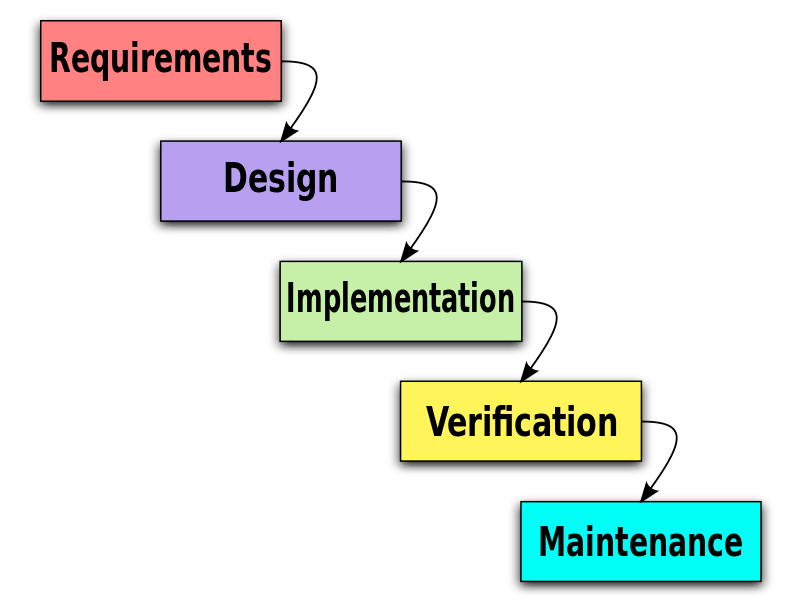 Requirements
Design
Implementation
Verification
Maintenance